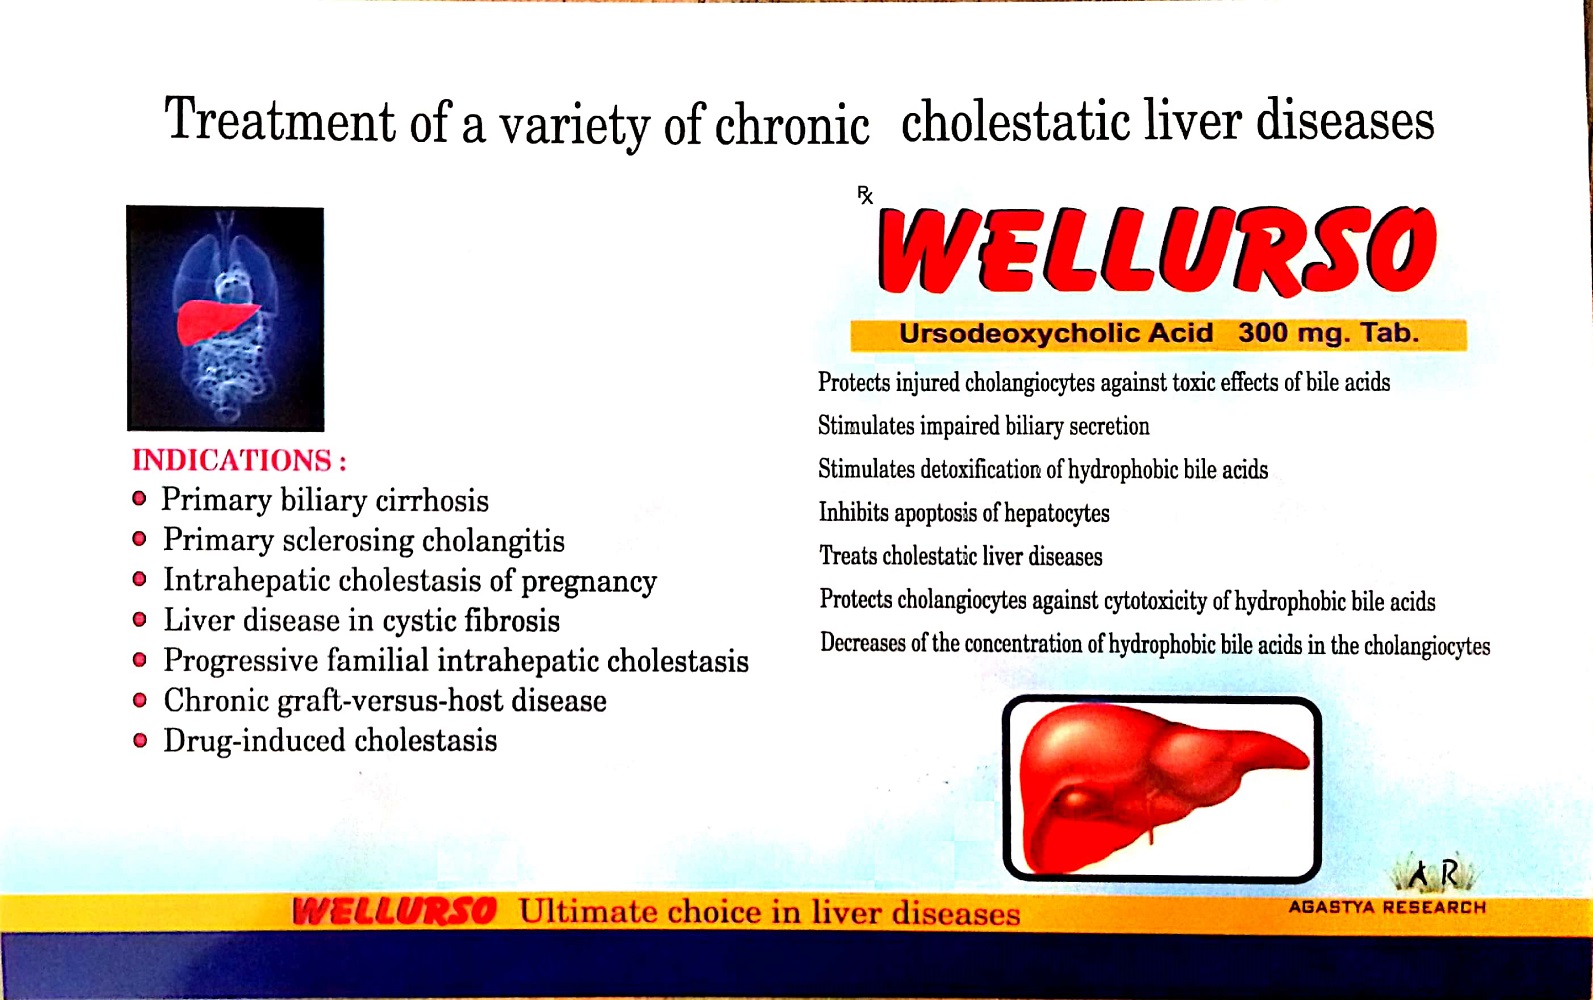 Treatment of a variety of chronic cholestatic liver diseases
INDICATIONS :
Primary biliary cirrhosis
Primary sclerosing cholangitis
Intrahepatic cholestasis of pregnancy
Liver disease in cystic fibrosis
Progressive familial intrahepatic cholestasis
Chronic graft-versus-host disease
Drug-induced cholestasis
Rx
WELLURSO
Ursodeoxycholic Acid 300 mg. Tab.
Protects injured cholangiocytes against toxic effects of bile acids
Stimulates impaired biliary secretion
Stimulates detoxification of hydrophobic bile acids
Inhibits apoptosis of hepatocytes
Treats cholestatic liver diseases
Protects cholangiocytes against cytotoxicity of hydrophobic bile acids
Decreases of the concentration of hydrophobic bile acids in the cholangiocytes
A R
AGASTYA RESEARCH
WELLURSO Ultimate choice in liver diseases